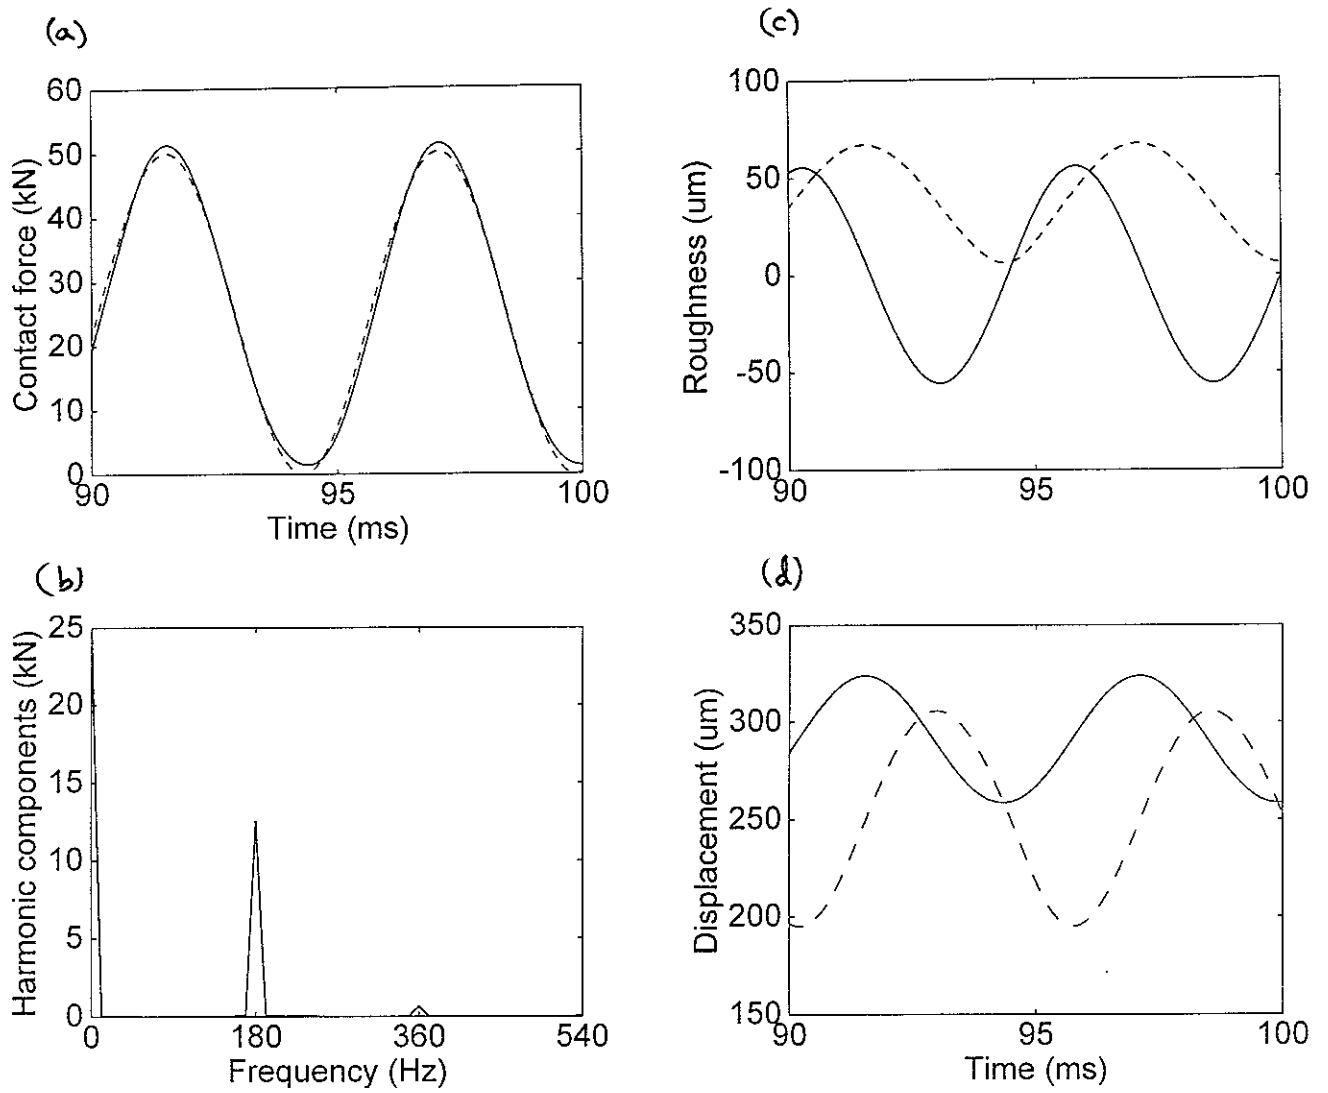 (a)
60
50
40
30
20
10
0
90 95 100
Contact force (kN)
Time (ms)
(c)
100
50
0
-50
-100
90 95 100
Roughness (um)
(b)
25
20
15
10
5
0
0 180 360 540
Harmonic components (kN)
Frequency (Hz)
(d)
350
300
250
200
150
90 95 100
Displacement (um)
Time (ms)